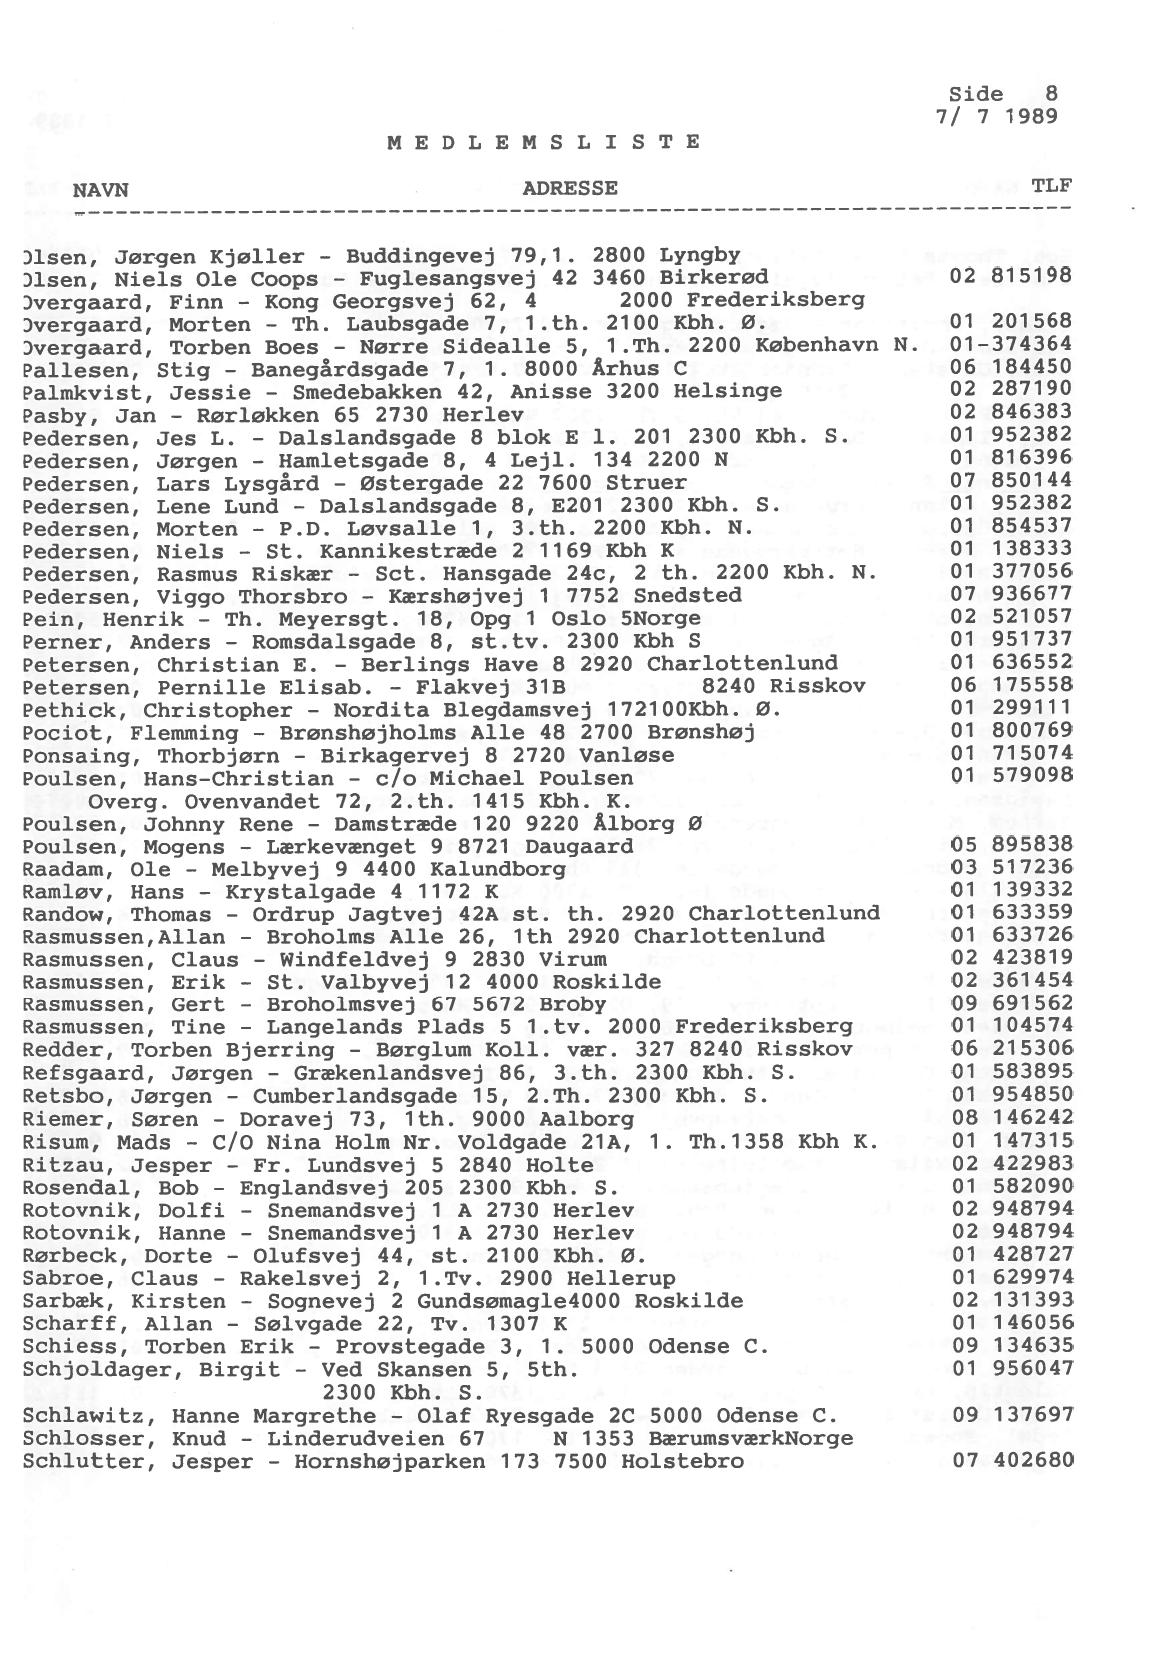 Side 8
7/ 7 1989
M E D L E M S L I S T E
NAVN ADRESSE TLF
Olsen, Jørgen Kjøller - Buddingevej 79,1. 2800 Lyngby
Olsen, Niels Ole Coops - Fuglesangsvej 42 3460 Birkerød 02 815198
Overgaard, Finn - Kong Georgsvej 62, 4 2000 Frederiksberg
Overgaard, Morten - Th. Laubsgade 7, 1.th. 2100 Kbh. Ø. 01 201568
Overgaard, Torben Boes - Nørre Sidealle 5, 1.Th. 2200 København N. 01-374364
Pallesen, Stig - Banegårdsgade 7, 1. 8000 Århus C 06 184450
Palmkvist, Jessie - Smedebakken 42, Anisse 3200 Helsinge 02 287190
Pasby, Jan - Rørløkken 65 2730 Herlev 02 846383
Pedersen, Jes L. - Dalslandsgade 8 blok E l. 201 2300 Kbh. S. 01 952382
Pedersen, Jørgen - Hamletsgade 8, 4 Lejl. 134 2200 N 01 816396
Pedersen, Lars Lysgård - Østergade 22 7600 Struer 07 850144
Pedersen, Lene Lund - Dalslandsgade 8, E201 2300 Kbh. S. 01 952382
Pedersen, Morten - P.D. Løvsalle 1, 3.th. 2200 Kbh. N. 01 854537
Pedersen, Niels - St. Kannikestræde 11169 Kbh K 01 138333
Pedersen, Rasmus Riskær - Sct. Hansgade 24c, 2 th. 2200 Kbh. N. 01 377056
Pedersen, Viggo Thorsbro - Kærshøjvej 1 7752 Snedsted 07 936677
Pein, Henrik - Th. Meyersgt. 18, Opg 1 Oslo 5Norge 02 521057
Perner, Anders - Romsdalsgade 8, st.tv. 2300 Kbh S 01 951737
Petersen, Christian E. - Berlings Have 8 2920 Charlottenlund 01 636552
Petersen, Pernille Elisab. - Flakvej 31B 8240 Risskov 06 175558
Pethick, Christopher - Nordita Blegdamsvej 172100Kbh. Ø. 01 299111
Pociot, Flemming - Brønshøjholms Alle 48 2700 Brønshøj 01 800769
Ponsaing, Thorbjørn - Birkagervej 8 2720 Vanløse 01 715074
Poulsen, Hans-Christian - c/o Michael Poulsen 01 579098
Overg. Ovenvandet 72, 2.th. 1415 Kbh. K.
Poulsen, Johnny Rene - Damstræde 120 9220 Ålborg Ø
Poulsen, Mogens - Lærkevænget 9 8721 Daugaard 05 895838
Raadam, Ole - Melbyvej 9 4400 Kalundborg 03 517236
Ramløv, Hans - Krystalgade 4 1172 K 01 139332
Randow, Thomas - Ordrup Jagtvej 42A st. th. 2920 Charlottenlund 01 633359
Rasmussen,Allan - Broholms Alle 26, 1th 2920 Charlottenlund 01 633726
Rasmussen, Claus - Windfeldvej 9 2830 Virum 02 423819
Rasmussen, Erik - St. Valbyvej 12 4000 Roskilde 02 361454
Rasmussen, Gert - Broholmsvej 67 5672 Broby 09 691562
Rasmussen, Tine - Langelands Plads 5 1.tv. 2000 Frederiksberg 01 104574
Redder, Torben Bjerring - Børglum Koll. vær. 327 8240 Risskov 06 215306
Refsgaard, Jørgen - Grækenlandsvej 86, 3.th. 2300 Kbh. S. 01 583895
Retsbo, Jørgen - Cumberlandsgade 15, 2.Th. 2300 Kbh. S. 01 954850
Riemer, Søren - Doravej 73, 1th. 9000 Aalborg 08 146242
Risum, Mads - C/O Nina Holm Nr. Voldgade 21A, 1. Th.1358 Kbh K. 01 147315
Ritzau, Jesper - Fr. Lundsvej 5 2840 Holte 02 422983
Rosendal, Bob - Englandsvej 205 2300 Kbh. S. 01 582090
Rotovnik, Dolfi - Snemandsvej 1 A 2730 Herlev 02 948794
Rotovnik, Hanne - Snemandsvej 1 A 2730 Herlev 02 948794
Rørbeck, Dorte - Olufsvej 44, st. 2100 Kbh. Ø. 01 428727
Sabroe, Claus - Rakelsvej 2, 1.Tv. 2900 Hellerup 01 629974
Sarbæk, Kirsten - Sognevej 2 Gundsømagle4000 Roskilde 02 131393
Scharff, Allan - Sølvgade 22, Tv. 1307 K 01 146056
Schiess, Torben Erik - Provstegade 3, 1. 5000 Odense C. 09 134635
Schjoldager, Birgit - Ved Skansen 5, 5th. 01 956047
2300 Kbh. S.
Schlawitz, Hanne Margrethe - Olaf Ryesgade 2C 5000 Odense C. 09 137697
Schlosser, Knud - Linderudveien 67 N 1353 BærumsværkNorge
Schlutter, Jesper - Hornshøjparken 173 7500 Holstebro 07 402680